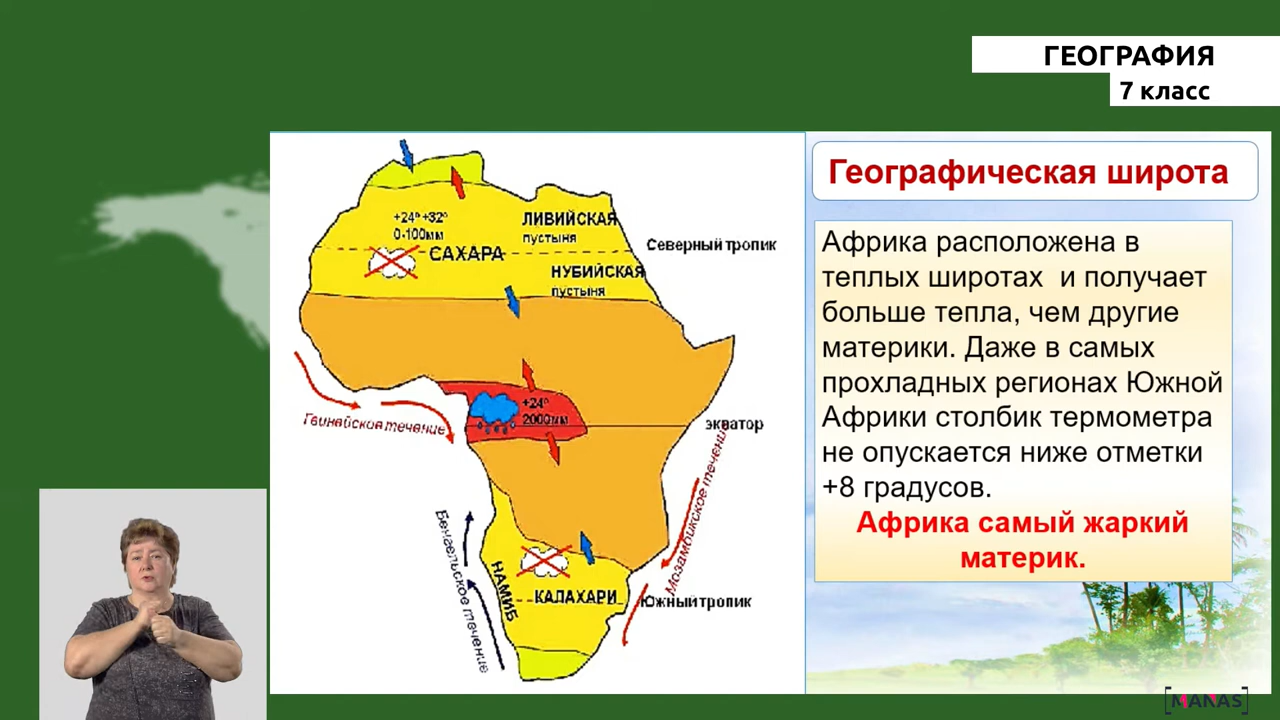 ГЕОГРАФИЯ
7 класс
Географическая широта
Африка расположена в
теплых широтах и получает
больше тепла, чем другие
материки. Даже в самых
прохладных регионах Южной
Африки столбик термометра
не опускается ниже отметки
+8 градусов.
Африка самый жаркий
материк.
+24° +32°
0-100мм
САХАРА
ЛИВИЙСКАЯ
пустыня
Северный тропик
НУБИЙСКАЯ
пустыня
+24°
2000мм
Гвинейское течение
экватор
Мозамбикское течение
Бенгельское течение
НАМИБ
КАЛАХАРИ
Южный тропик
[MANAS]